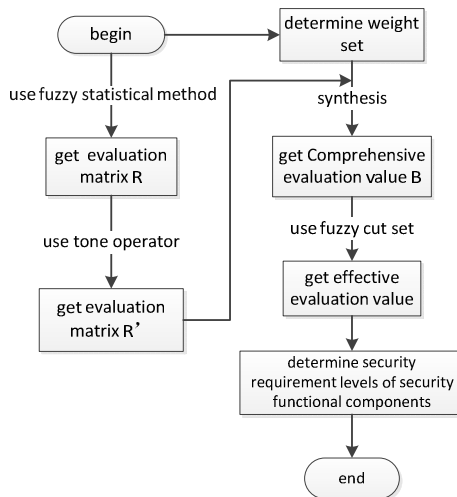 begin
determine weight
set
use fuzzy statistical method
synthesis
get evaluation
matrix R
get Comprehensive
evaluation value B
use tone operator
use fuzzy cut set
get evaluation
matrix R’
get effective
evaluation value
determine security
requirement levels of security
functional components
end